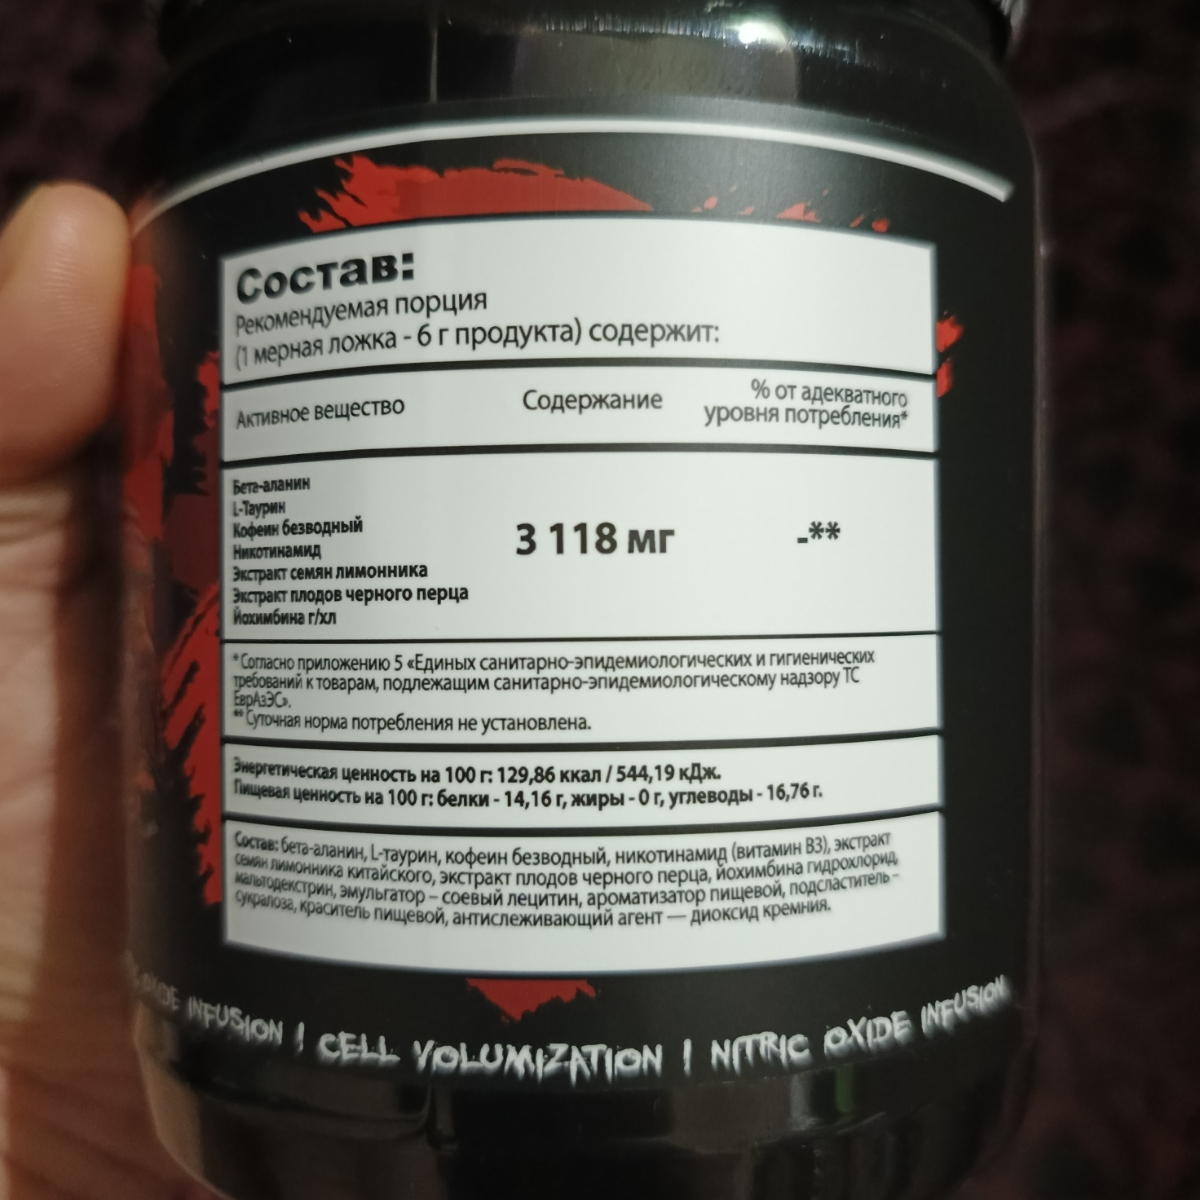 Состав:
Рекомендуемая порция
(1 мерная ложка - 6 г продукта) содержит:
Активное вещество Содержание % от адекватного
уровня потребления*
Бета-аланин
L-Таурин
Кофеин безводный
Никотинамид
Экстракт семян лимонника
Экстракт плодов черного перца
Йохимбина г/хл
3 118 мг
-**
* Согласно приложению 5 «Единых санитарно-эпидемиологических и гигиенических
требований к товарам, подлежащим санитарно-эпидемиологическому надзору ТС
ЕврАзЭС».
** Суточная норма потребления не установлена.
Энергетическая ценность на 100 г: 129,86 ккал / 544,19 кДж.
Пищевая ценность на 100 г: белки - 14,16 г, жиры - 0 г, углеводы - 16,76 г.
Состав: бета-аланин, L-таурин, кофеин безводный, никотинамид (витамин В3), экстракт
семян лимонника китайского, экстракт плодов черного перца, йохимбина гидрохлорид,
мальтодекстрин, эмульгатор – соевый лецитин, ароматизатор пищевой, подсластитель –
сукралоза, краситель пищевой, антислеживающий агент — диоксид кремния.
INFUSION | CELL VOLUMIZATION | NITRIC OXIDE INFUSION